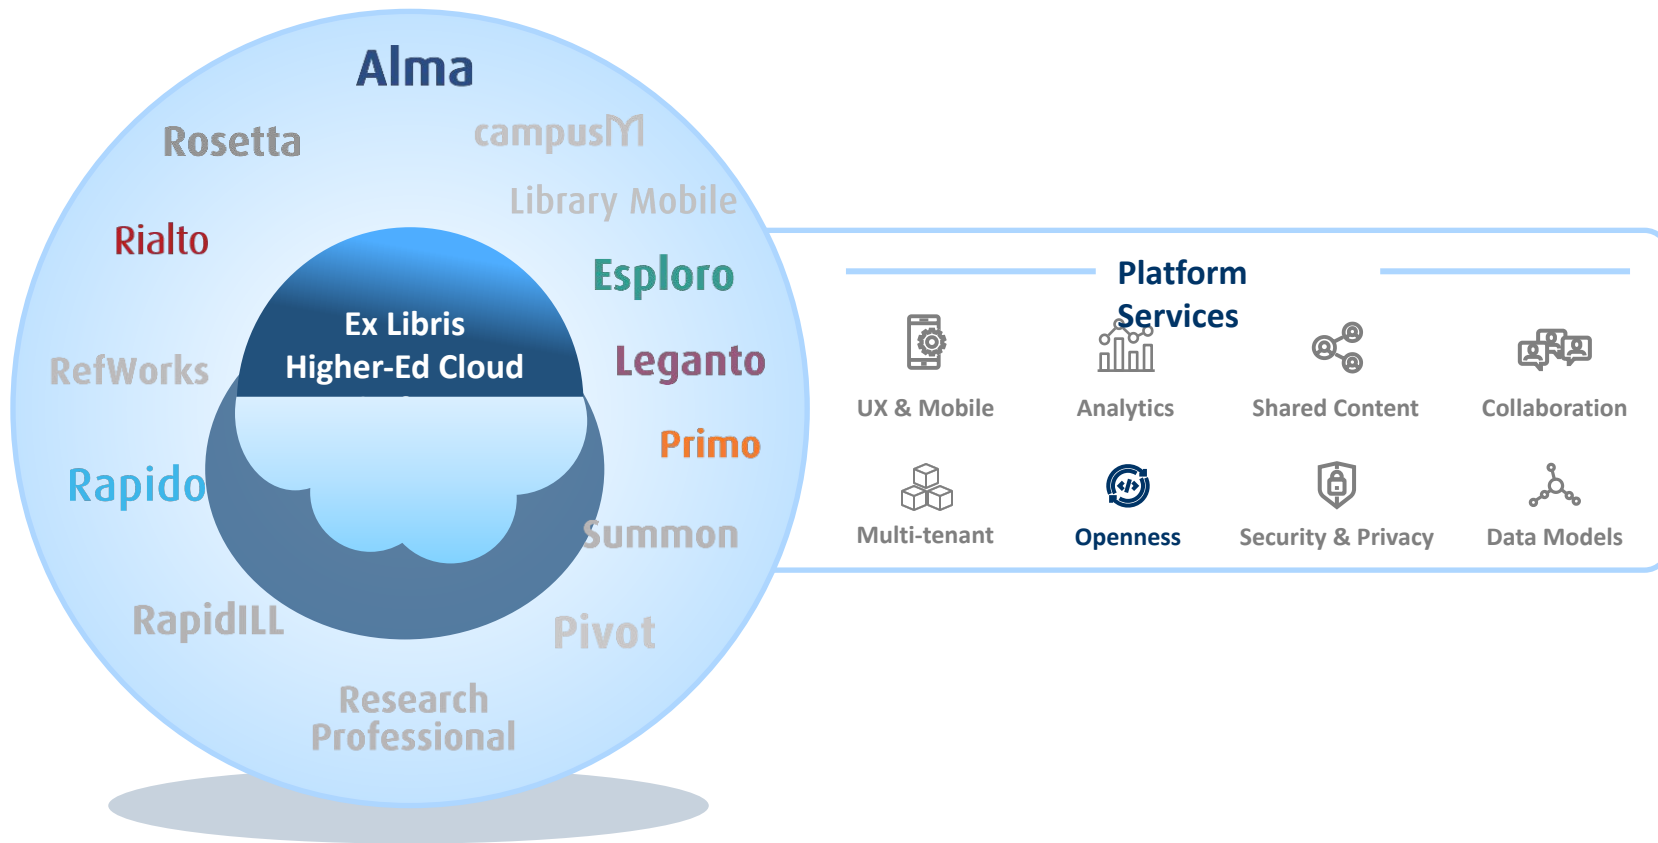 Alma
Rosetta
campusM
Library Mobile
Rialto
Esploro
Ex Libris
Higher-Ed Cloud
RefWorks
Leganto
Primo
Rapido
Summon
RapidILL
Pivot
Research
Professional
Platform
Services
UX & Mobile
Analytics
Shared Content
Collaboration
Multi-tenant
Openness
Security & Privacy
Data Models